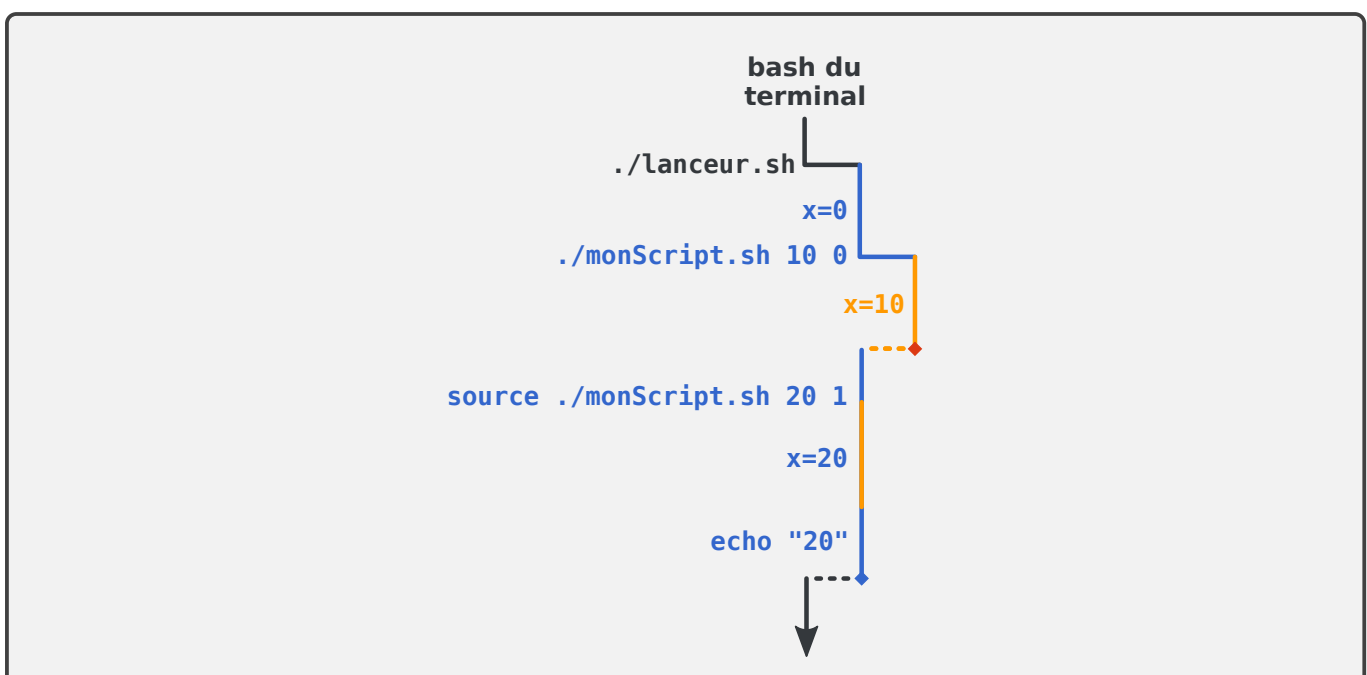 bash du
terminal
./lanceur.sh
x=0
./monScript.sh 10 0
x=10
source ./monScript.sh 20 1
x=20
echo "20"